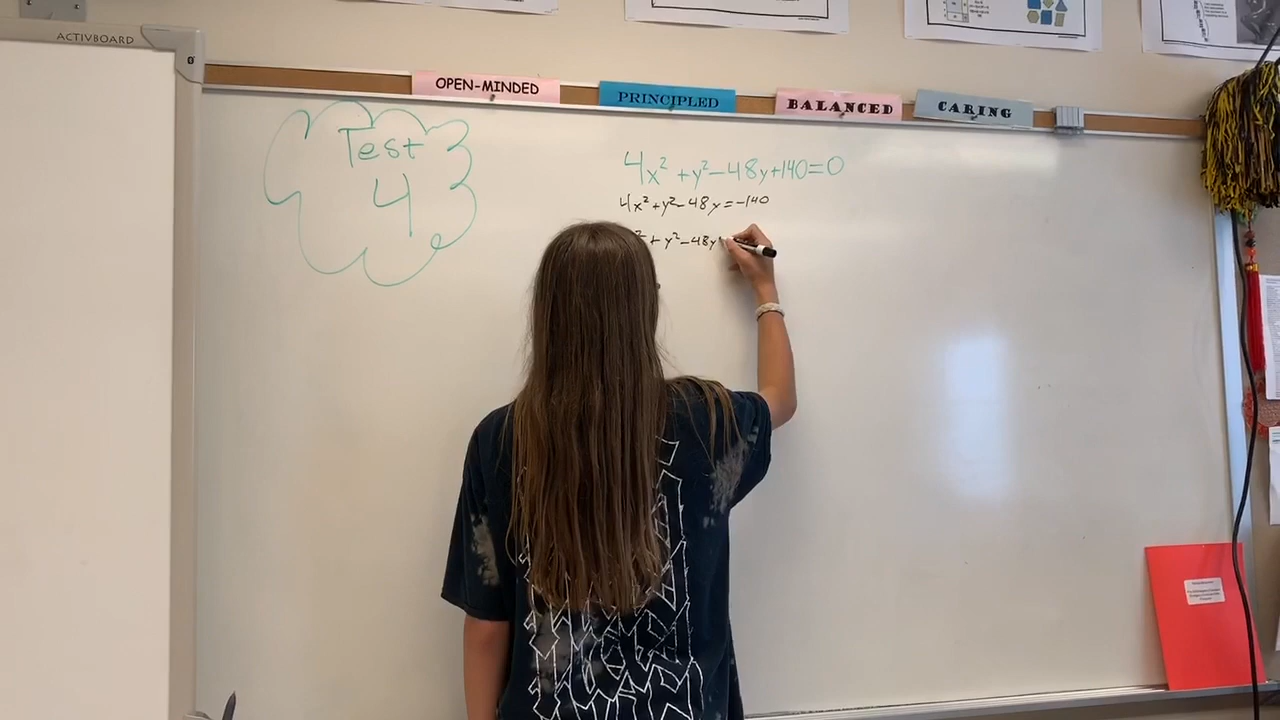 ACTIVBOARD
OPEN-MINDED
PRINCIPLED
BALANCED
CARING
Test
4
4x²+y²-48y+140=0
4x²+y²-48y=-140
²+y²-48y